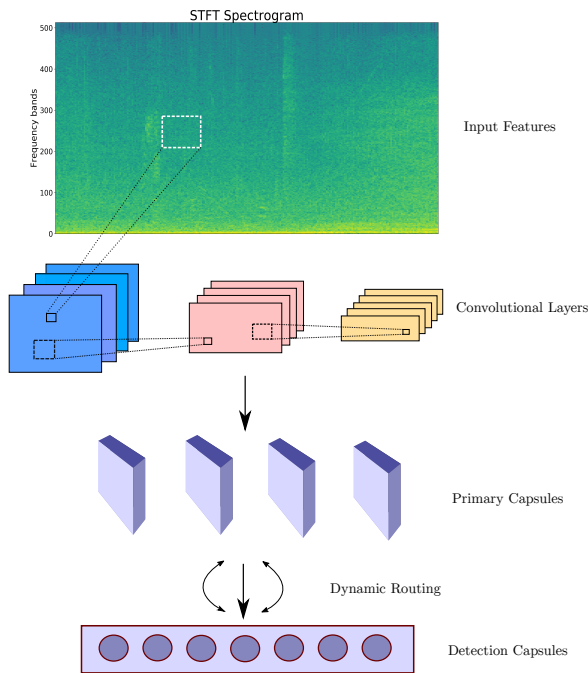 STFT Spectrogram
500
400
300
200
100
0
Frequency bands
Input Features
Convolutional Layers
Primary Capsules
Dynamic Routing
Detection Capsules